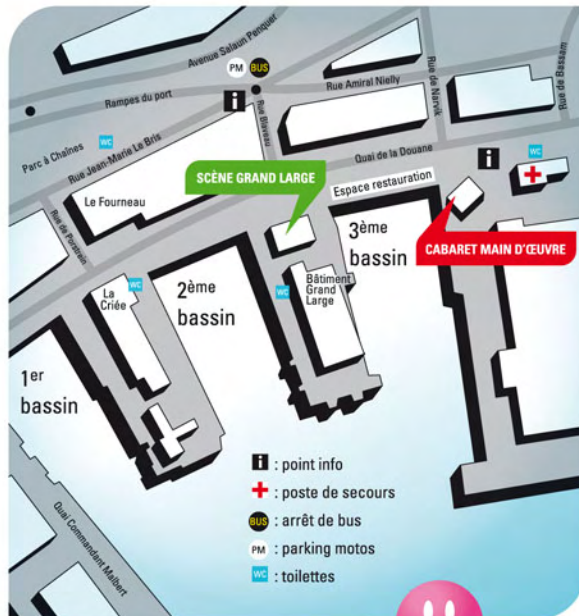 Avenue Salaun Penquer
PM
BUS
Rampes du port
Rue Amiral Nielly
Rue de Narvik
Rue de Bassam
i
Rue Blaveau
Parc à Chaînes
WC
Rue Jean-Marie Le Bris
Quai de la Douane
i
WC
SCÈNE GRAND LARGE
Espace restauration
Le Fourneau
Rue de Porstrein
3ème
bassin
CABARET MAIN D'ŒUVRE
La
Criée
WC
2ème
bassin
WC
Bâtiment
Grand
Large
1er
bassin
Quai Commandant Malbert
i : point info
: poste de secours
BUS : arrêt de bus
PM : parking motos
WC : toilettes